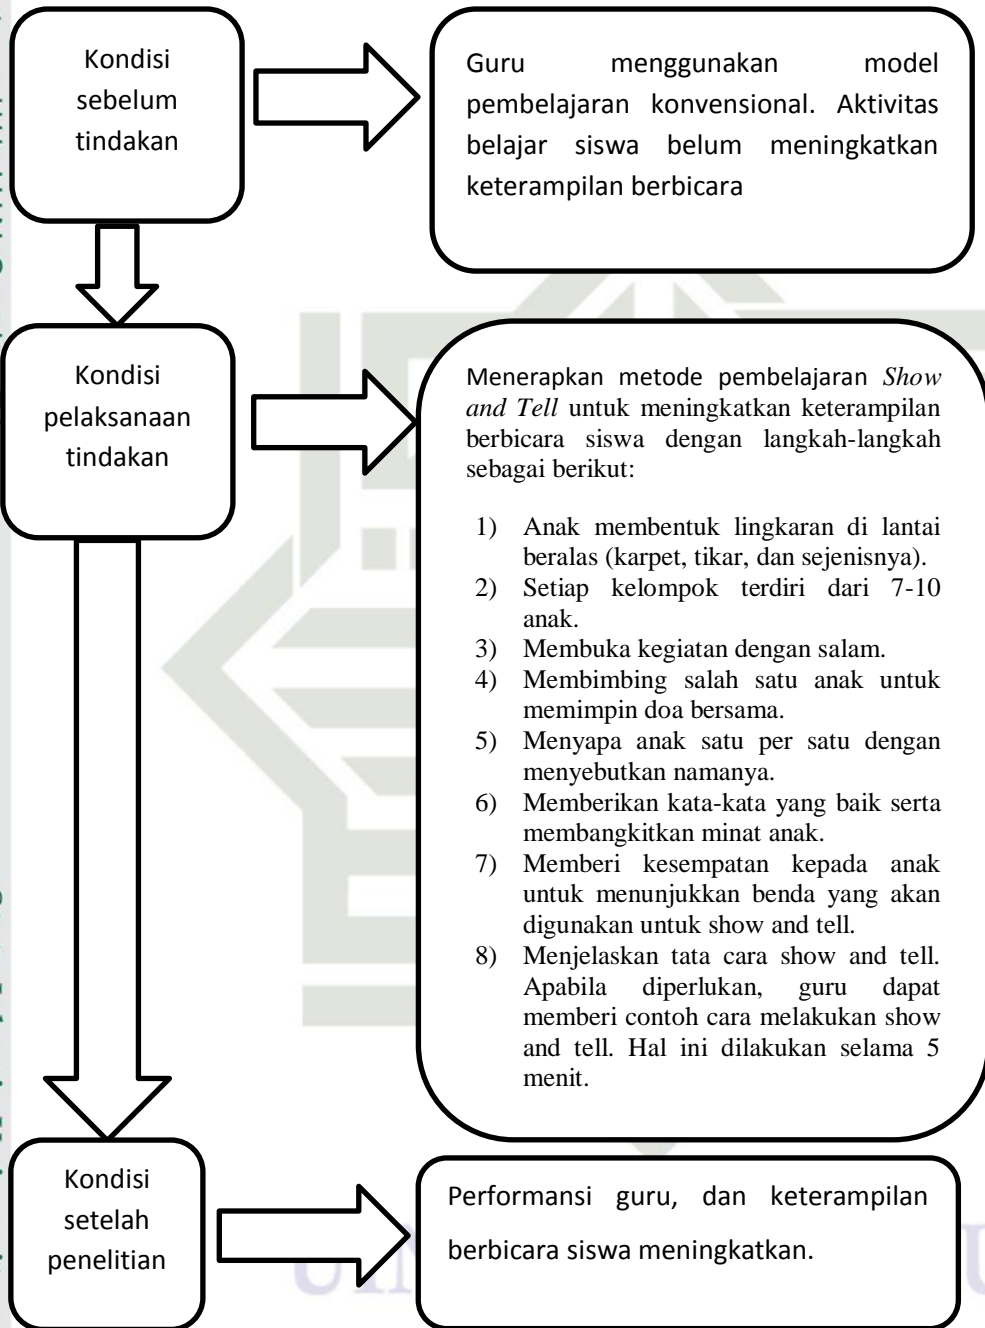 Kondisi
sebelum
tindakan
Guru menggunakan model
pembelajaran konvensional. Aktivitas
belajar siswa belum meningkatkan
keterampilan berbicara
Kondisi
pelaksanaan
tindakan
Menerapkan metode pembelajaran Show
and Tell untuk meningkatkan keterampilan
berbicara siswa dengan langkah-langkah
sebagai berikut:
1) Anak membentuk lingkaran di lantai
beralas (karpet, tikar, dan sejenisnya).
2) Setiap kelompok terdiri dari 7-10
anak.
3) Membuka kegiatan dengan salam.
4) Membimbing salah satu anak untuk
memimpin doa bersama.
5) Menyapa anak satu per satu dengan
menyebutkan namanya.
6) Memberikan kata-kata yang baik serta
membangkitkan minat anak.
7) Memberi kesempatan kepada anak
untuk menunjukkan benda yang akan
digunakan untuk show and tell.
8) Menjelaskan tata cara show and tell.
Apabila diperlukan, guru dapat
memberi contoh cara melakukan show
and tell. Hal ini dilakukan selama 5
menit.
Kondisi
setelah
penelitian
Performansi guru, dan keterampilan
berbicara siswa meningkatkan.
UIN